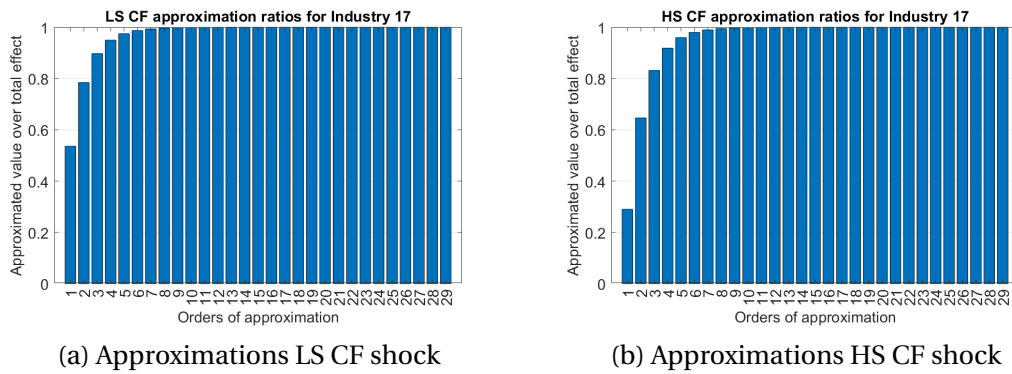 LS CF approximation ratios for Industry 17
Approximated value over total effect
1
0.8
0.6
0.4
0.2
0
1 2 3 4 5 6 7 8 9 10 11 12 13 14 15 16 17 18 19 20 21 22 23 24 25 26 27 28 29
Orders of approximation
(a) Approximations LS CF shock
HS CF approximation ratios for Industry 17
Approximated value over total effect
1
0.8
0.6
0.4
0.2
0
1 2 3 4 5 6 7 8 9 10 11 12 13 14 15 16 17 18 19 20 21 22 23 24 25 26 27 28 29
Orders of approximation
(b) Approximations HS CF shock